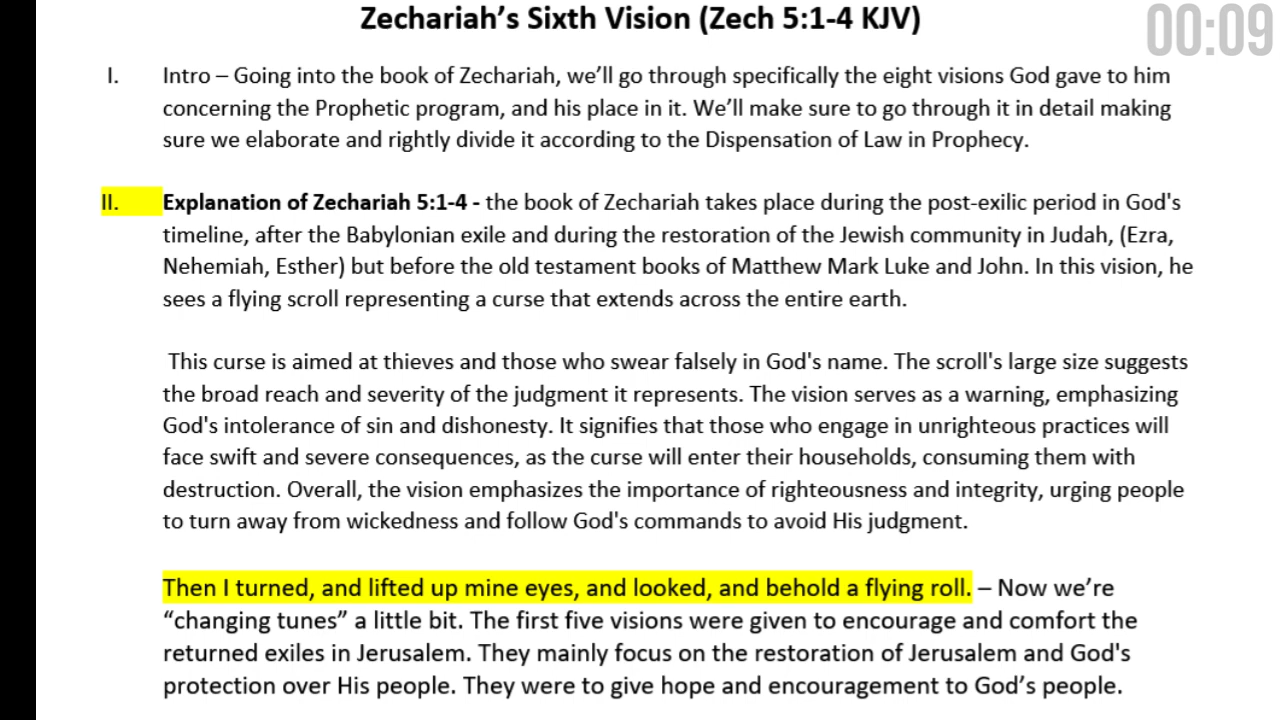 Zechariah’s Sixth Vision (Zech 5:1-4 KJV)
00:09
I. Intro – Going into the book of Zechariah, we’ll go through specifically the eight visions God gave to him
concerning the Prophetic program, and his place in it. We’ll make sure to go through it in detail making
sure we elaborate and rightly divide it according to the Dispensation of Law in Prophecy.
II. Explanation of Zechariah 5:1-4 - the book of Zechariah takes place during the post-exilic period in God's
timeline, after the Babylonian exile and during the restoration of the Jewish community in Judah, (Ezra,
Nehemiah, Esther) but before the old testament books of Matthew Mark Luke and John. In this vision, he
sees a flying scroll representing a curse that extends across the entire earth.
This curse is aimed at thieves and those who swear falsely in God's name. The scroll's large size suggests
the broad reach and severity of the judgment it represents. The vision serves as a warning, emphasizing
God's intolerance of sin and dishonesty. It signifies that those who engage in unrighteous practices will
face swift and severe consequences, as the curse will enter their households, consuming them with
destruction. Overall, the vision emphasizes the importance of righteousness and integrity, urging people
to turn away from wickedness and follow God's commands to avoid His judgment.
Then I turned, and lifted up mine eyes, and looked, and behold a flying roll. – Now we’re
“changing tunes” a little bit. The first five visions were given to encourage and comfort the
returned exiles in Jerusalem. They mainly focus on the restoration of Jerusalem and God's
protection over His people. They were to give hope and encouragement to God’s people.